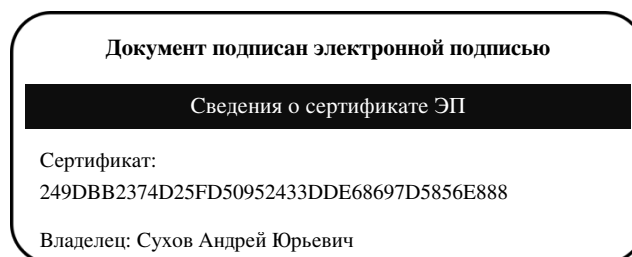 Документ подписан электронной подписью
Сведения о сертификате ЭП
Сертификат:
249DBB2374D25FD50952433DDE68697D5856E888
Владелец: Сухов Андрей Юрьевич